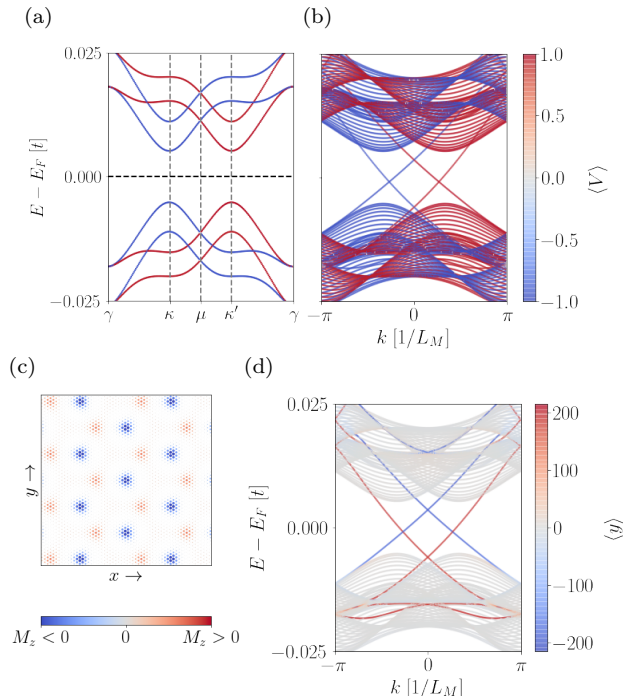 (a)
(b)
0.025
0.000
−0.025
E − E_F [t]
γ
κ
μ
κ′
γ
−π
0
π
k [1/L_M]
1.0
0.5
0.0
−0.5
−1.0
⟨V⟩
(c)
(d)
y →
x →
M_z < 0
0
M_z > 0
0.025
0.000
−0.025
E − E_F [t]
−π
0
π
k [1/L_M]
200
100
0
−100
−200
⟨y⟩